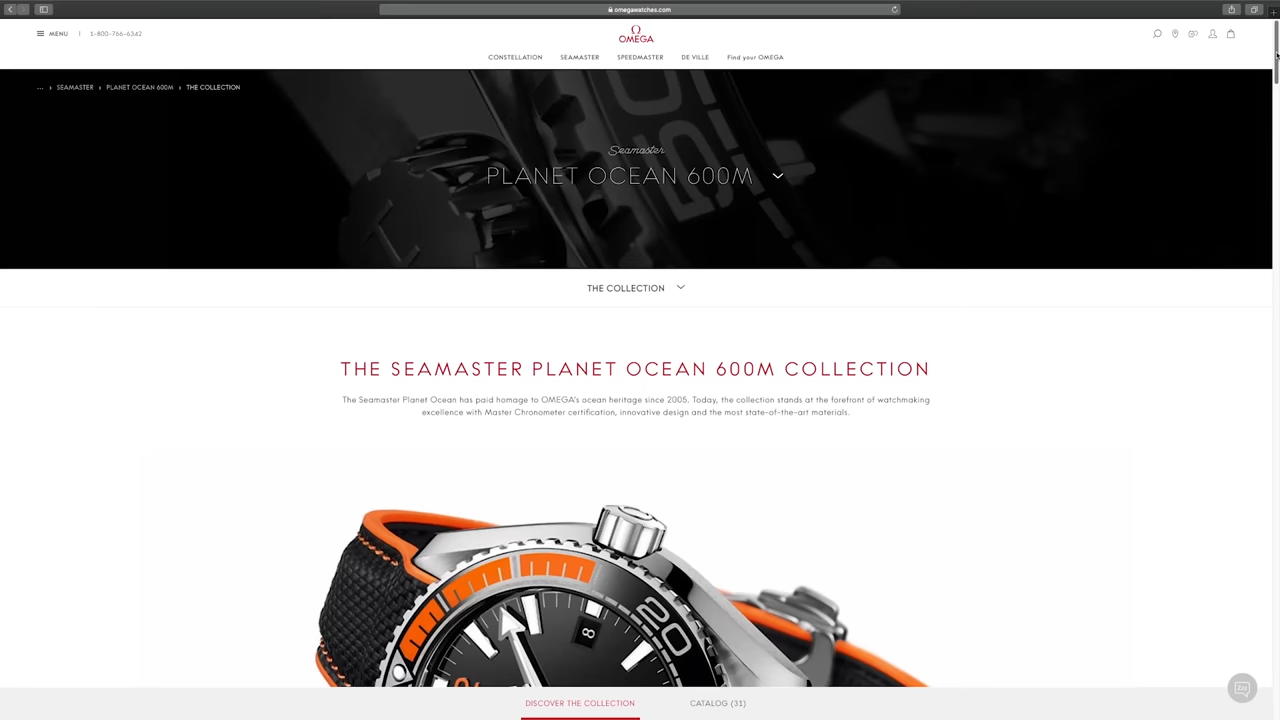 omegawatches.com
MENU | 1-800-766-6342
OMEGA
CONSTELLATION SEAMASTER SPEEDMASTER DE VILLE Find your OMEGA
... › SEAMASTER › PLANET OCEAN 600M › THE COLLECTION
Seamaster
PLANET OCEAN 600M
THE COLLECTION
THE SEAMASTER PLANET OCEAN 600M COLLECTION
The Seamaster Planet Ocean has paid homage to OMEGA's ocean heritage since 2005. Today, the collection stands at the forefront of watchmaking
excellence with Master Chronometer certification, innovative design and the most state-of-the-art materials.
8
20
DISCOVER THE COLLECTION CATALOG (31)